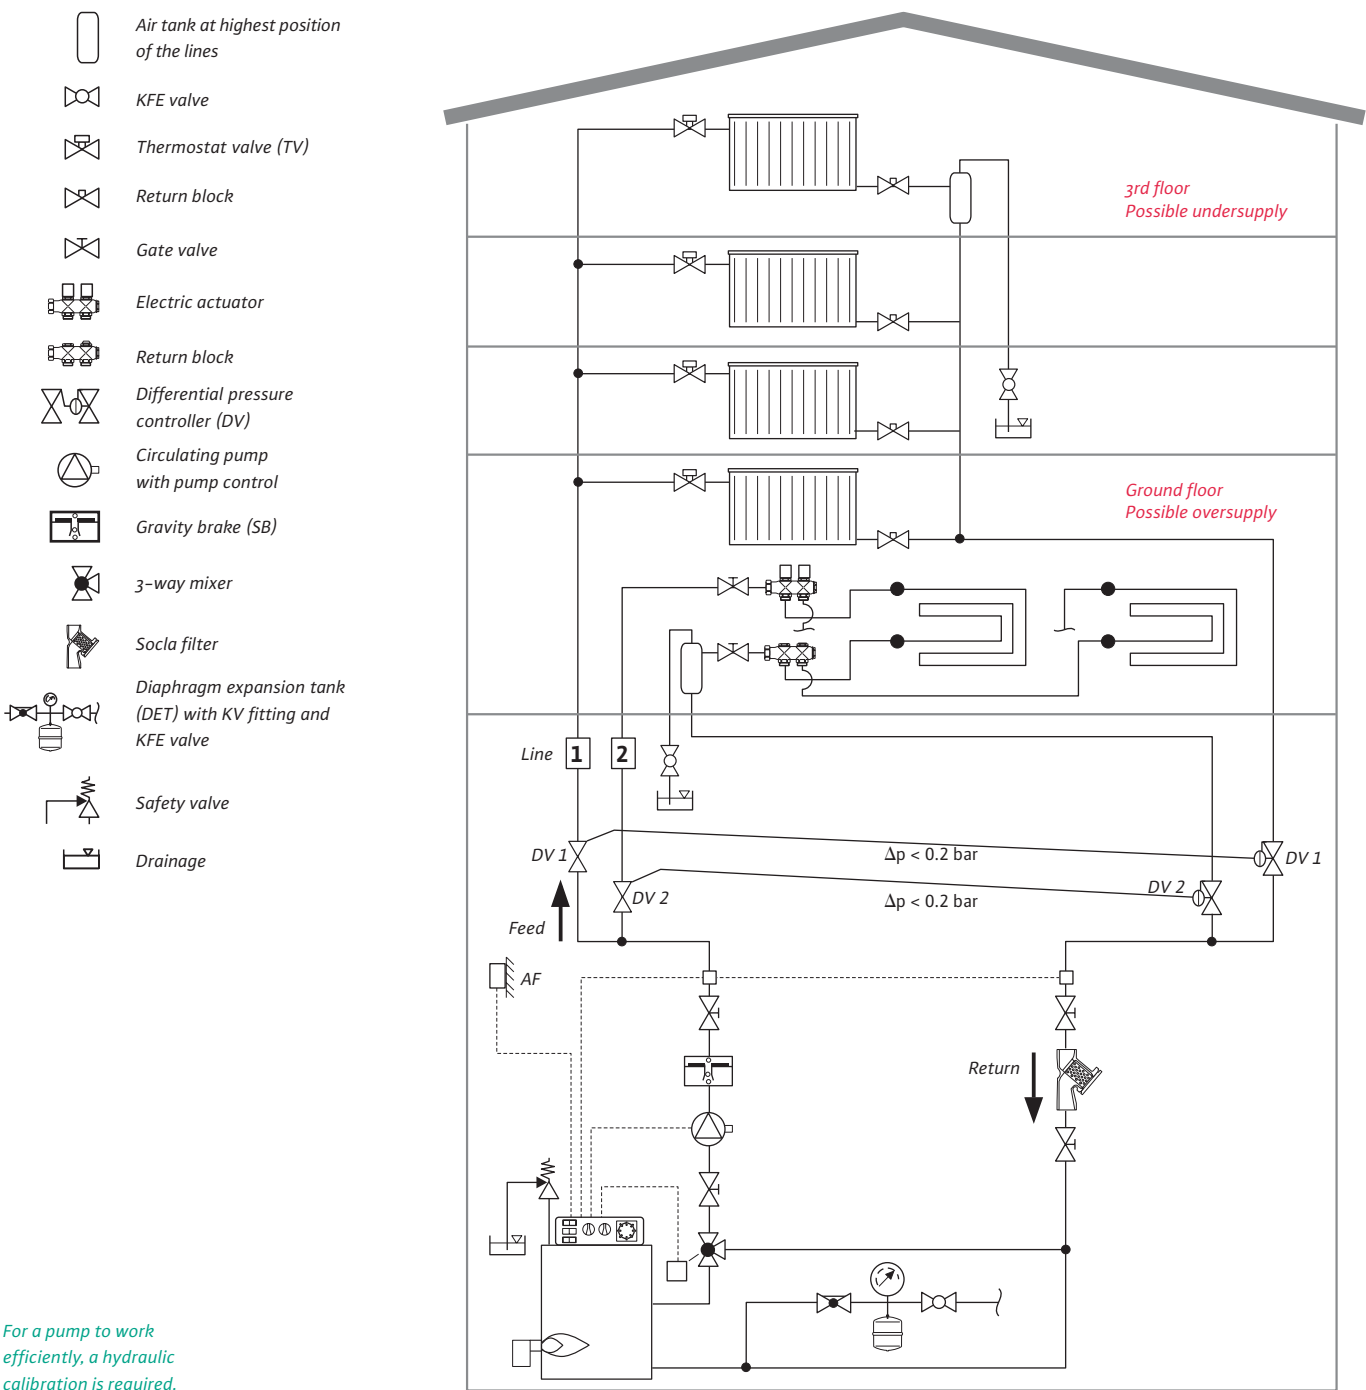 Air tank at highest position
of the lines
KFE valve
Thermostat valve (TV)
Return block
Gate valve
Electric actuator
Return block
Differential pressure
controller (DV)
Circulating pump
with pump control
Gravity brake (SB)
3-way mixer
Socla filter
Diaphragm expansion tank
(DET) with KV fitting and
KFE valve
Safety valve
Drainage
For a pump to work
efficiently, a hydraulic
calibration is required.
3rd floor
Possible undersupply
Ground floor
Possible oversupply
Line 1 2
DV 1
Δp < 0.2 bar
DV 1
DV 2
Δp < 0.2 bar
DV 2
Feed
AF
Return